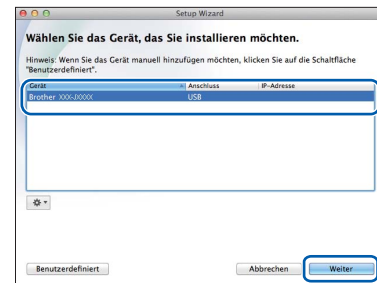 Setup Wizard
Wählen Sie das Gerät, das Sie installieren möchten.
Hinweis: Wenn Sie das Gerät manuell hinzufügen möchten, klicken Sie auf die Schaltfläche
"Benutzerdefiniert".
Gerät Anschluss IP-Adresse
Brother XXX-XXXX USB
Benutzerdefiniert Abbrechen Weiter